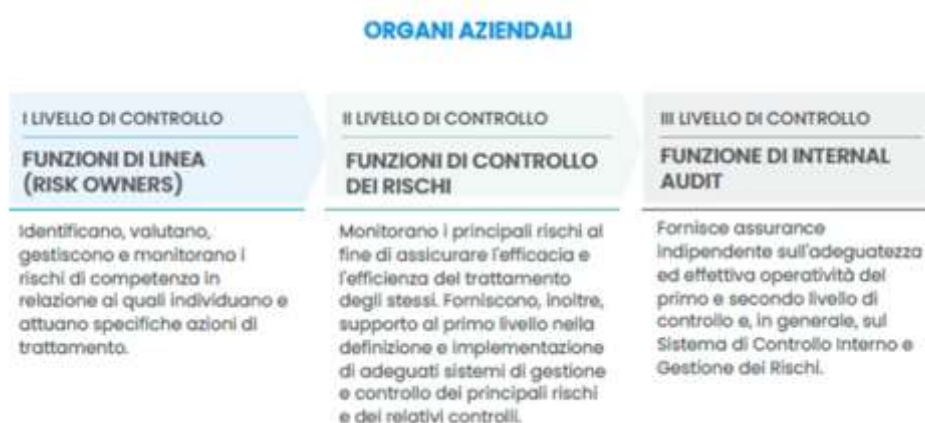 ORGANI AZIENDALI
I LIVELLO DI CONTROLLO
FUNZIONI DI LINEA
(RISK OWNERS)
Identificano, valutano,
gestiscono e monitorano i
rischi di competenza in
relazione ai quali individuano e
attuano specifiche azioni di
trattamento.
II LIVELLO DI CONTROLLO
FUNZIONI DI CONTROLLO
DEI RISCHI
Monitorano i principali rischi al
fine di assicurare l'efficacia e
l'efficienza del trattamento
degli stessi. Forniscono, inoltre,
supporto al primo livello nella
definizione e implementazione
di adeguati sistemi di gestione
e controllo dei principali rischi
e dei relativi controlli.
III LIVELLO DI CONTROLLO
FUNZIONE DI INTERNAL
AUDIT
Fornisce assurance
indipendente sull'adeguatezza
ed effettiva operatività del
primo e secondo livello di
controllo e, in generale, sul
Sistema di Controllo Interno e
Gestione dei Rischi.